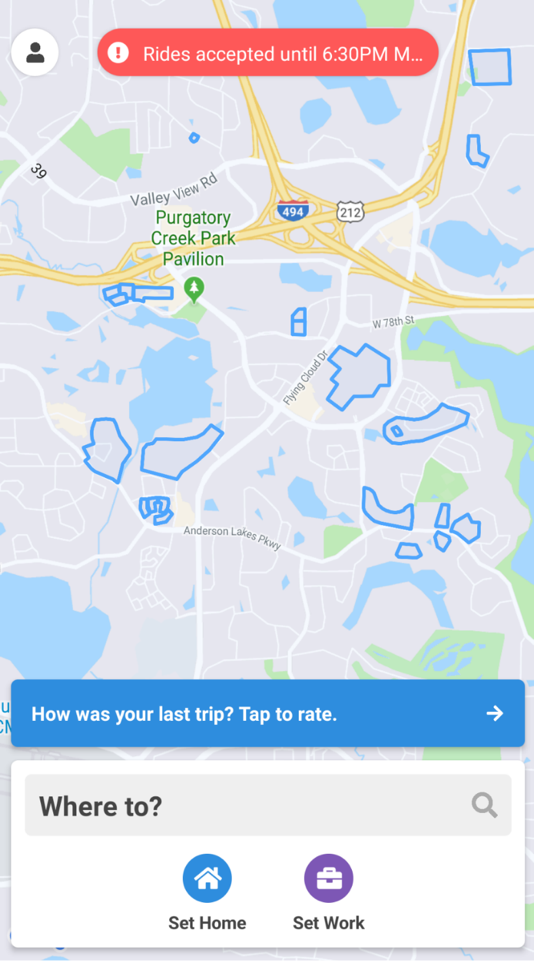 Rides accepted until 6:30PM M...
39
Valley View Rd
Purgatory
Creek Park
Pavilion
494
212
W 78th St
Flying Cloud Dr
Anderson Lakes Pkwy
How was your last trip? Tap to rate.
Where to?
Set Home
Set Work